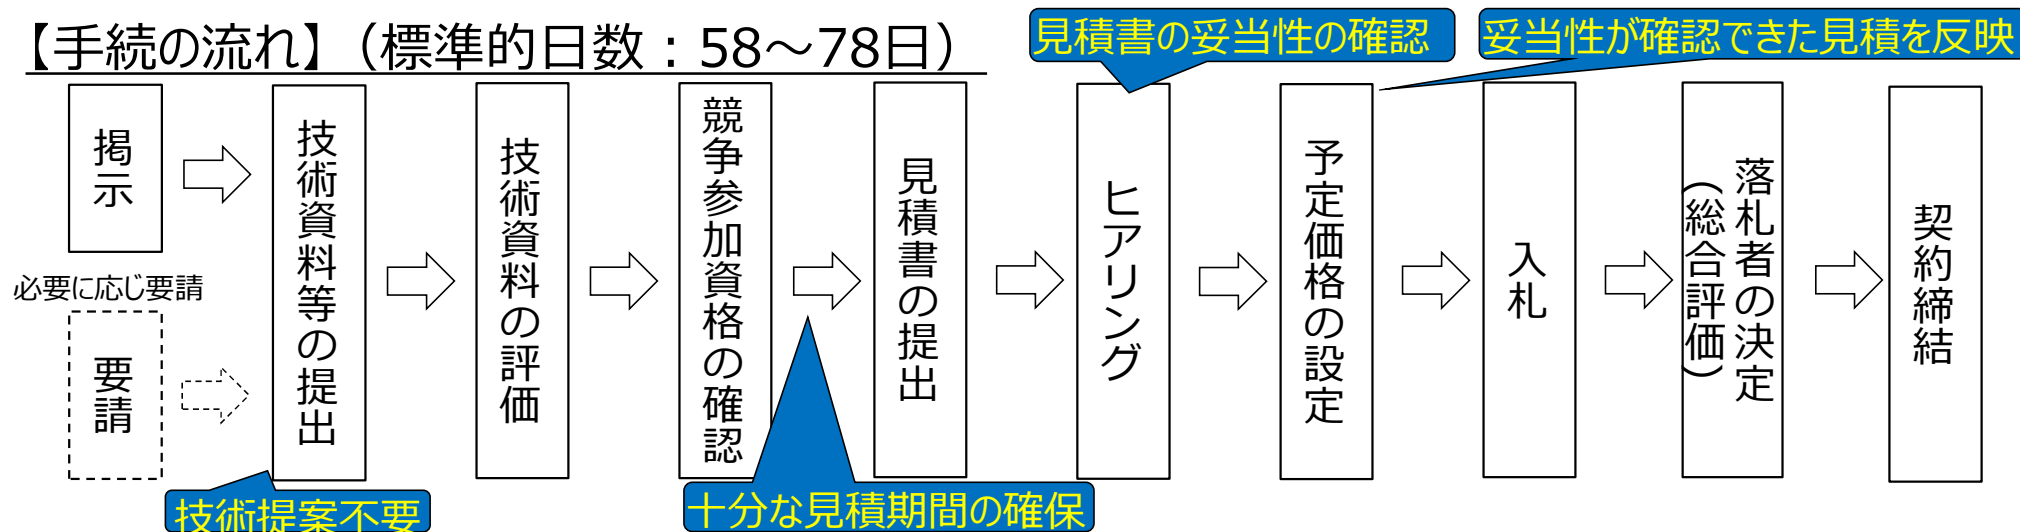 【手続の流れ】（標準的日数：58～78日）
見積書の妥当性の確認
妥当性が確認できた見積を反映
掲示
必要に応じ要請
要請
技術資料等の提出
技術資料の評価
競争参加資格の確認
見積書の提出
ヒアリング
予定価格の設定
入札
落札者の決定
（総合評価）
契約締結
技術提案不要
十分な見積期間の確保